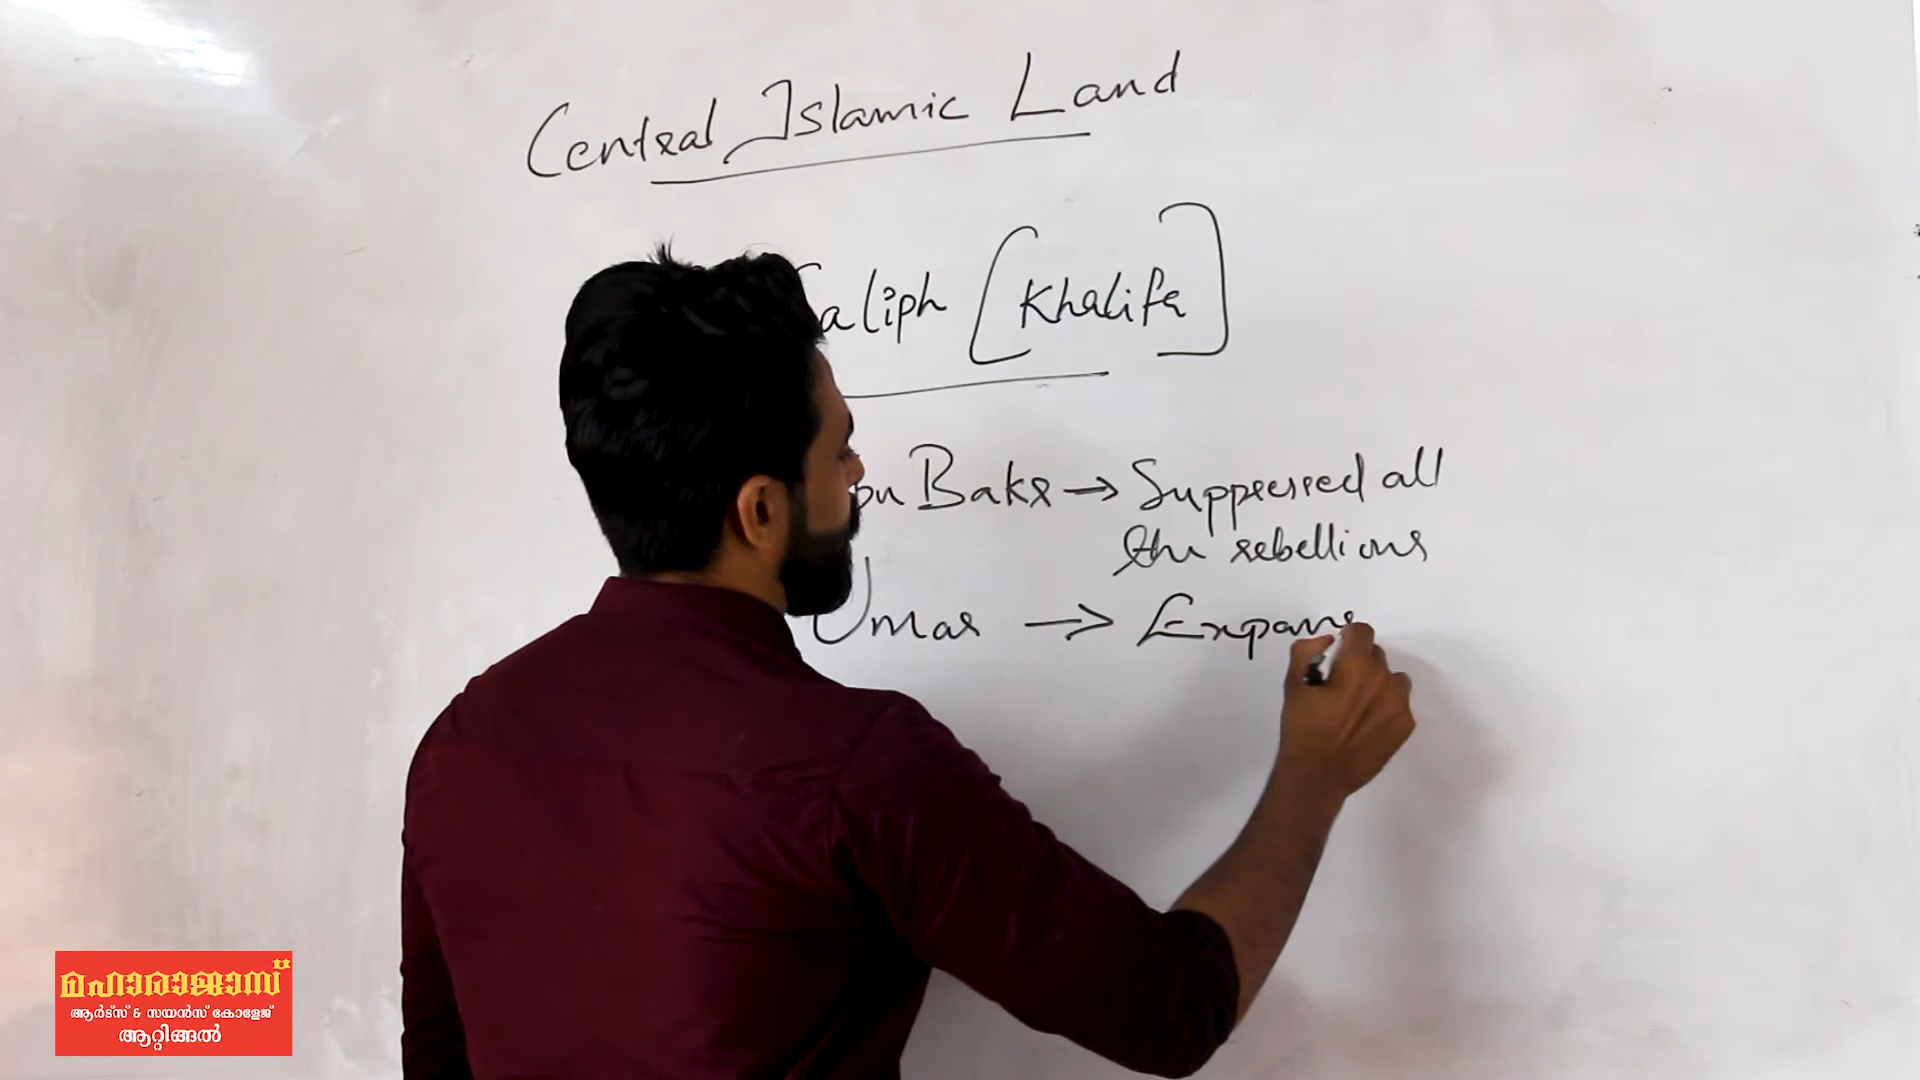 Central Islamic Land
aliph [Khalifa]
Bakr → Suppressed all
the rebellions
Umar → Expans
മഹാരാജാസ്
ആർട്സ് & സയൻസ് കോളേജ്
ആറ്റിങ്ങൽ